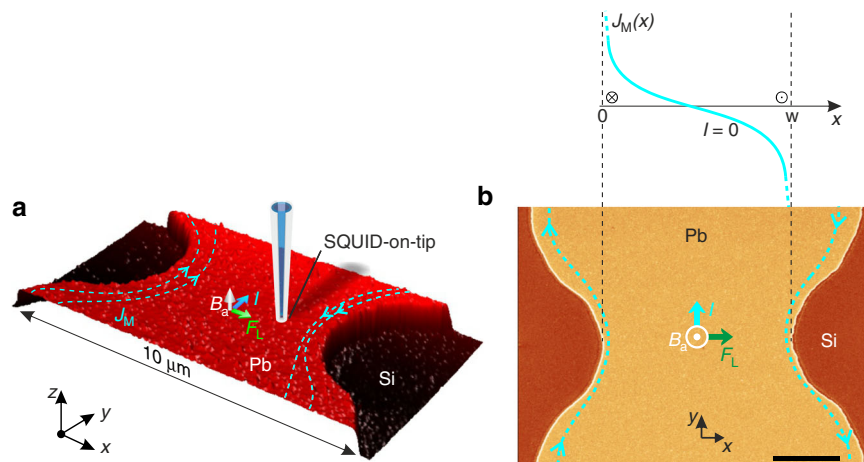 J_M(x)
0
w
x
I = 0
a
SQUID-on-tip
B_a
I
F_L
J_M
Pb
10 μm
Si
z
y
x
b
Pb
I
B_a
F_L
Si
y
x